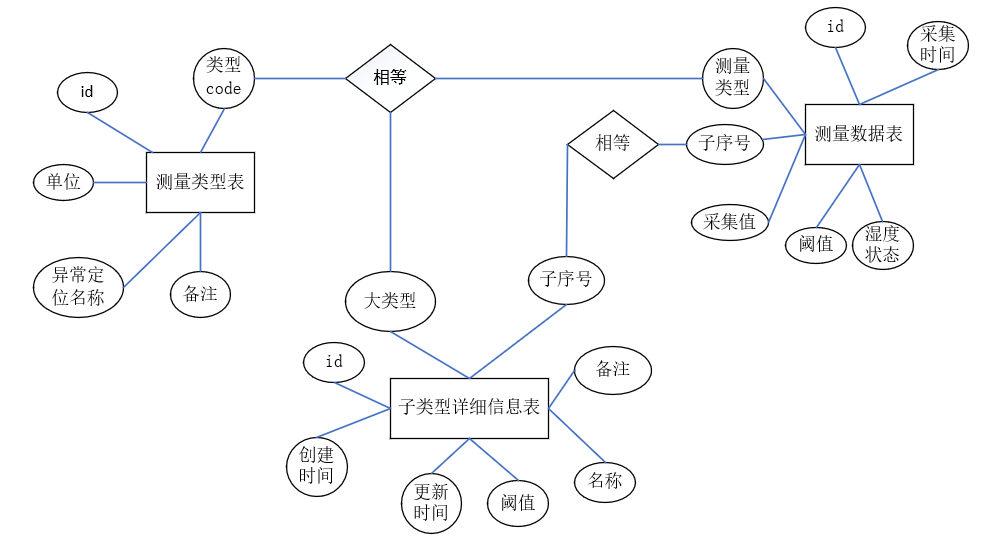 id
采集
时间
类型
code
相等
测量
类型
id
测量数据表
相等
子序号
测量类型表
单位
采集值
阈值
湿度
状态
异常定
位名称
备注
大类型
子序号
id
备注
子类型详细信息表
创建
时间
更新
时间
阈值
名称